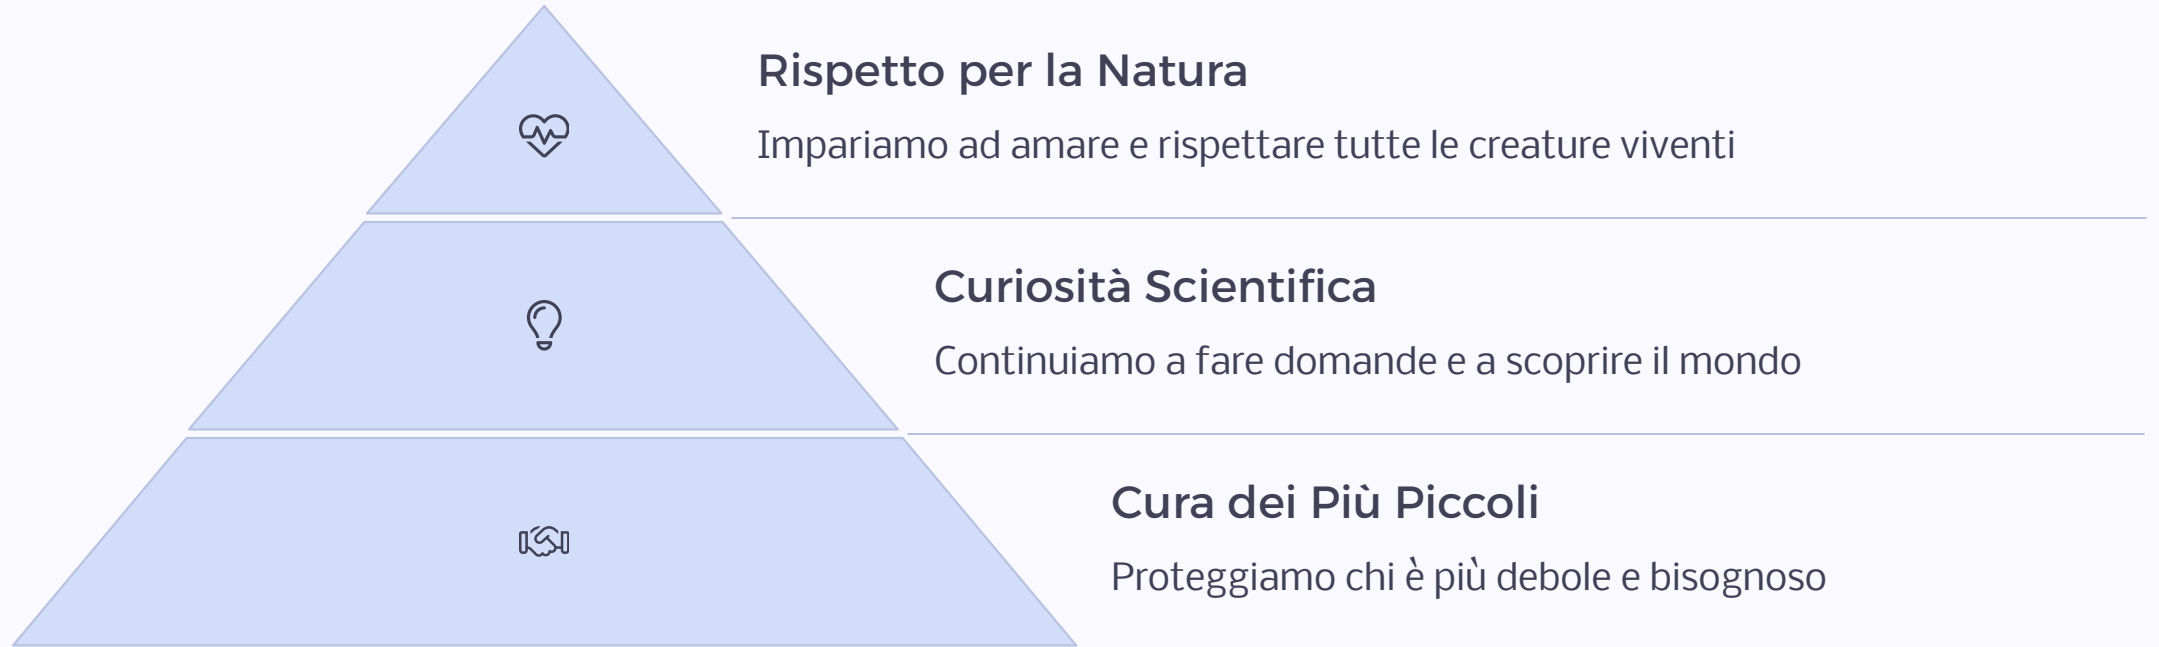 Rispetto per la Natura
Impariamo ad amare e rispettare tutte le creature viventi
Curiosità Scientifica
Continuiamo a fare domande e a scoprire il mondo
Cura dei Più Piccoli
Proteggiamo chi è più debole e bisognoso